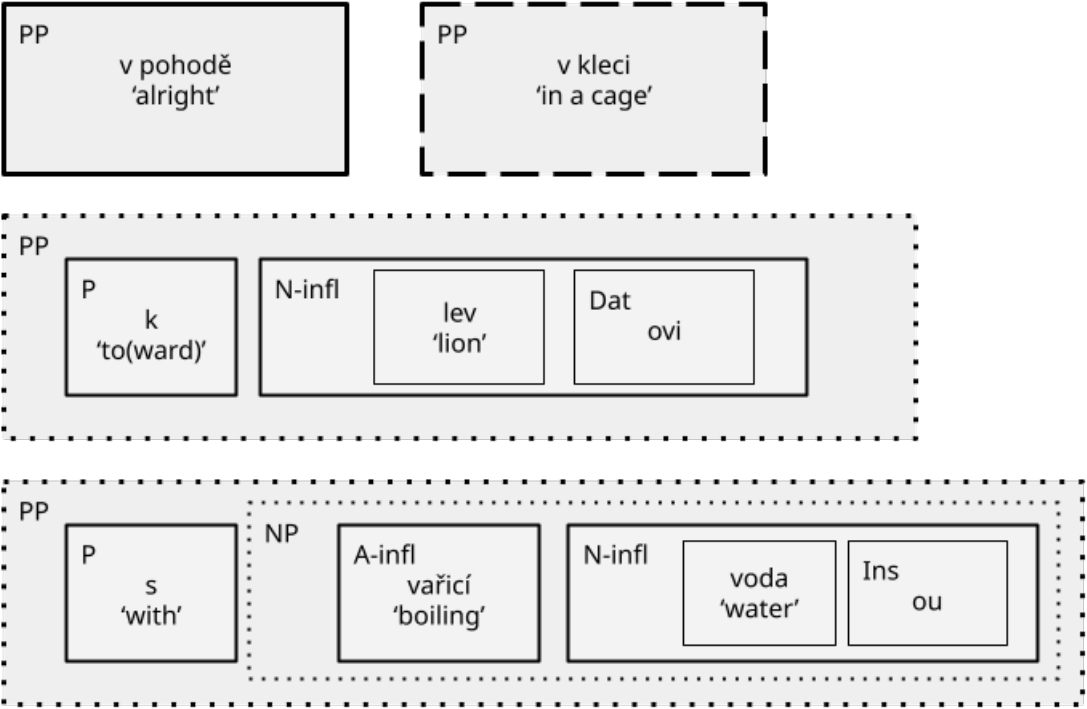 PP
v pohodě
‘alright’
PP
v kleci
‘in a cage’
PP
P
k
‘to(ward)’
N-infl
lev
‘lion’
Dat
ovi
PP
P
s
‘with’
NP
A-infl
vařicí
‘boiling’
N-infl
voda
‘water’
Ins
ou